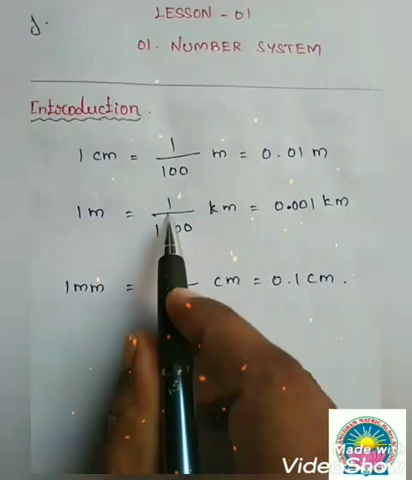 LESSON - 01
01. NUMBER SYSTEM
Introduction.
1 cm = 1/100 m = 0.01 m
1 m = 1/1000 km = 0.001 km
1 mm = cm = 0.1 cm.
Made with
VideoShow